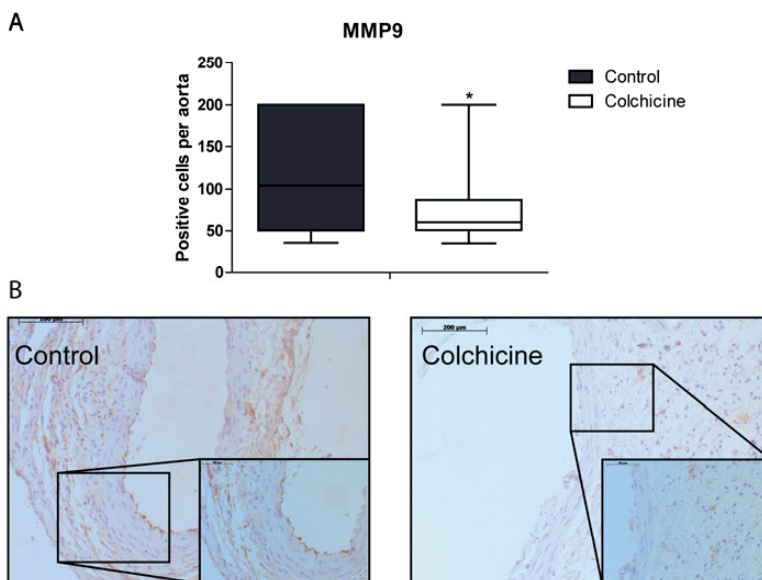 A
MMP9
Control
Colchicine
Positive cells per aorta
250
200
150
100
50
0
*
B
200 µm
Control
200 µm
Colchicine